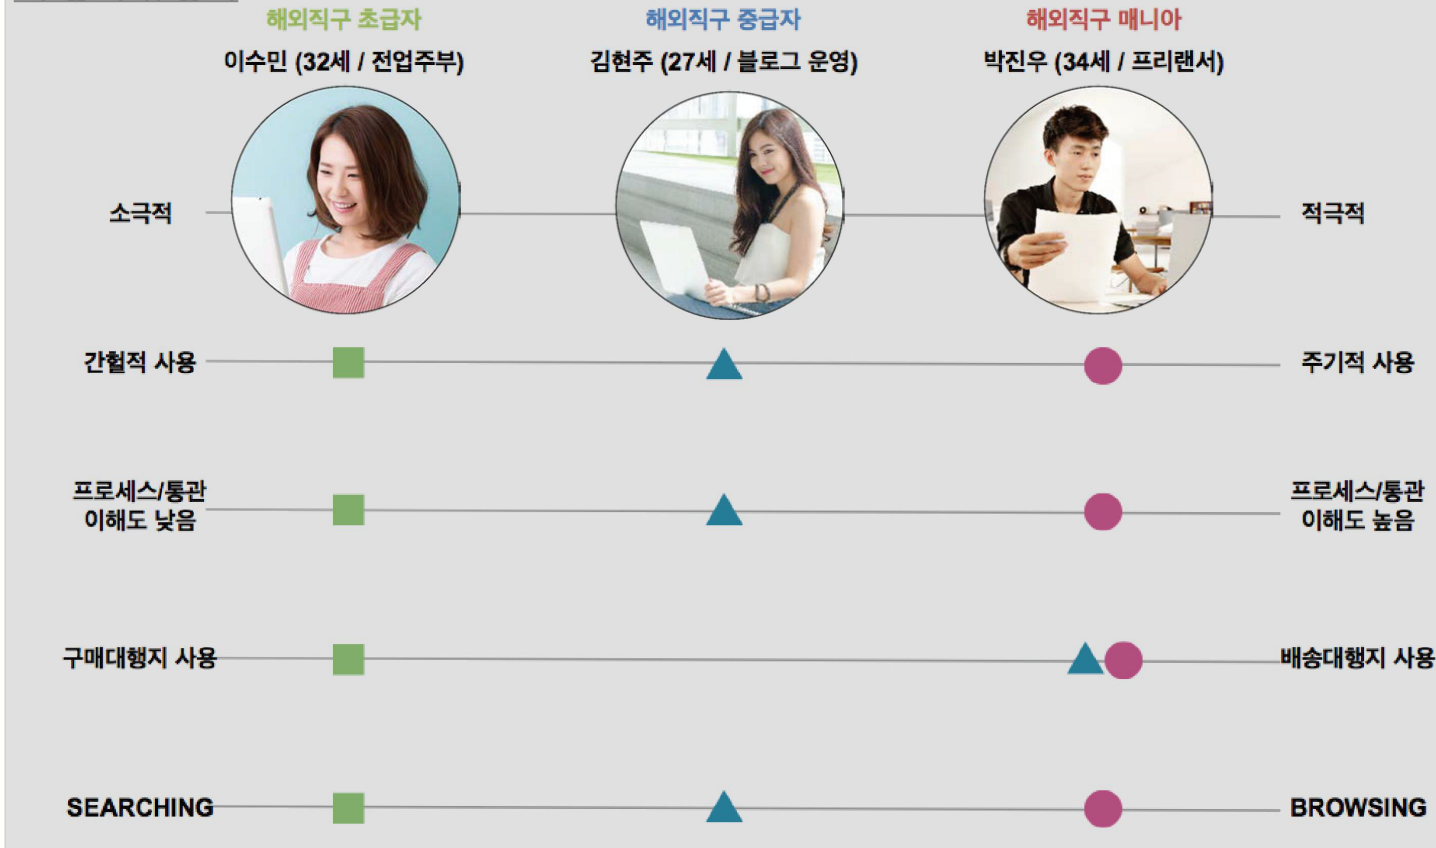 해외직구 초급자
해외직구 중급자
해외직구 매니아
이수민 (32세 / 전업주부)
김현주 (27세 / 블로그 운영)
박진우 (34세 / 프리랜서)
소극적
적극적
간헐적 사용
주기적 사용
프로세스/통관
이해도 낮음
프로세스/통관
이해도 높음
구매대행지 사용
배송대행지 사용
SEARCHING
BROWSING